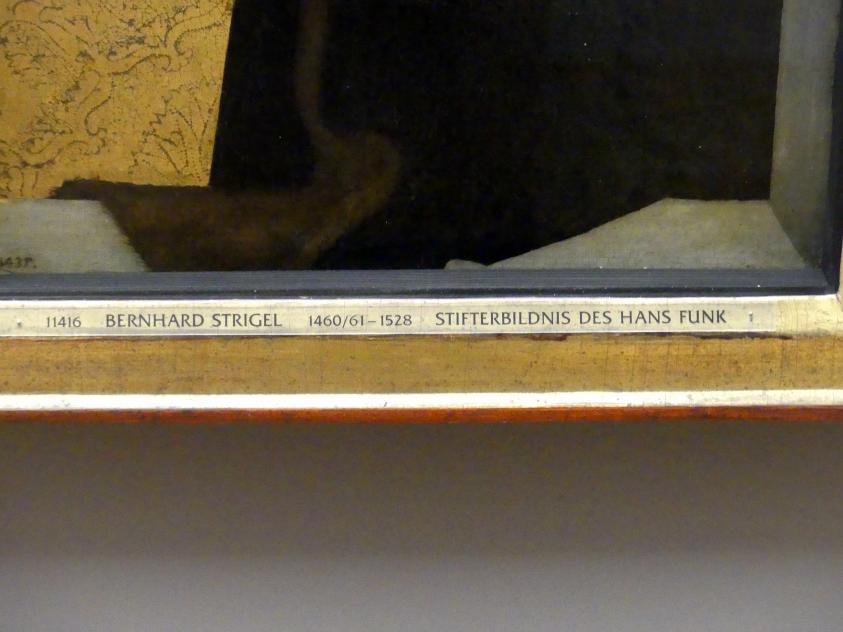 11416 BERNHARD STRIGEL 1460/61–1528 STIFTERBILDNIS DES HANS FUNK